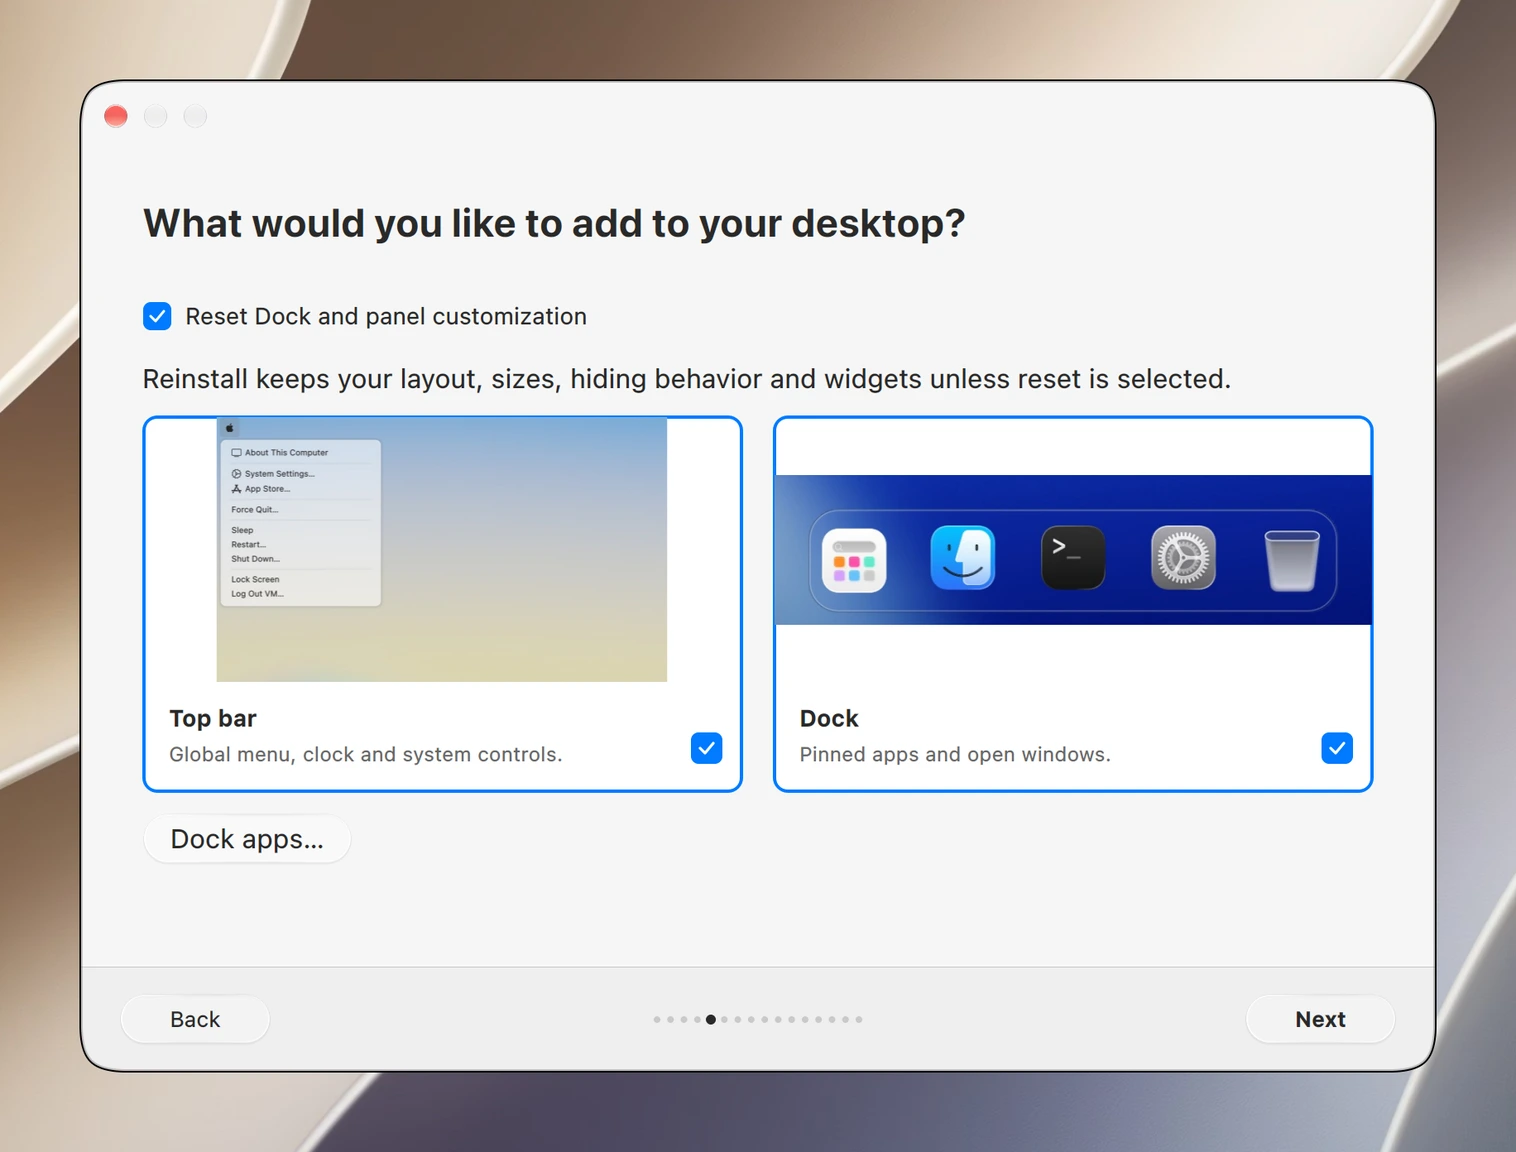 What would you like to add to your desktop?
Reset Dock and panel customization
Reinstall keeps your layout, sizes, hiding behavior and widgets unless reset is selected.
About This Computer
System Settings...
App Store...
Force Quit...
Sleep
Restart...
Shut Down...
Lock Screen
Log Out VM...
>_
Top bar
Global menu, clock and system controls.
Dock
Pinned apps and open windows.
Dock apps...
Back
Next